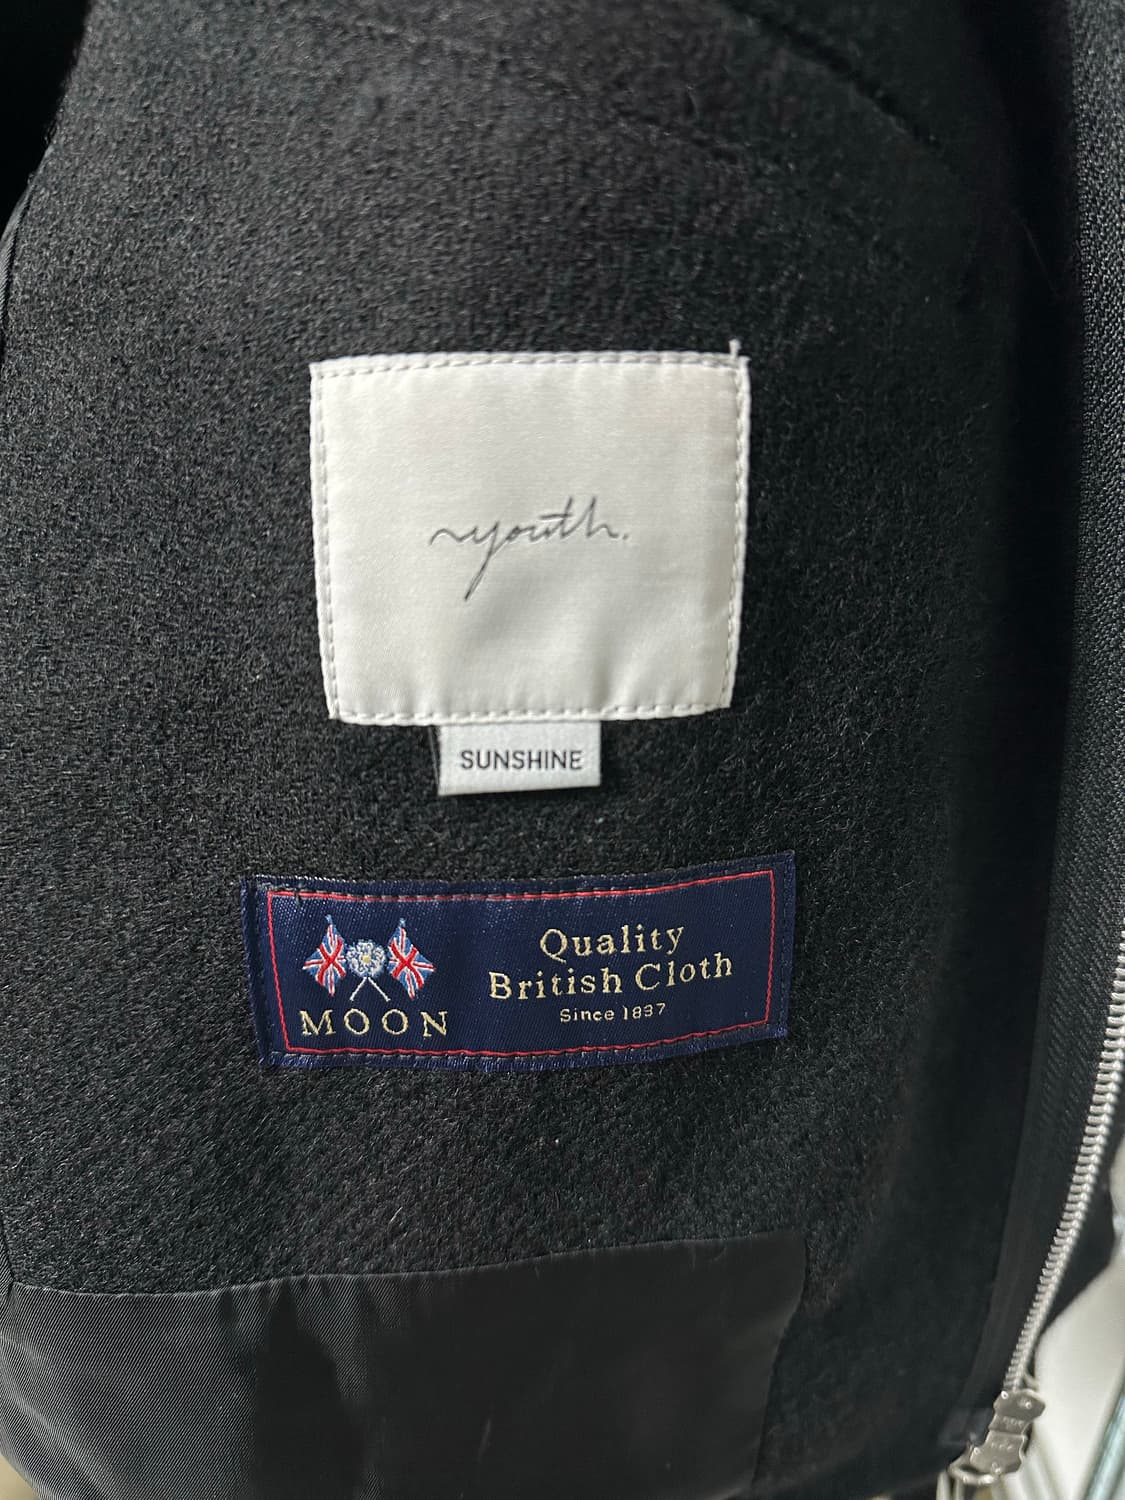 youth.
SUNSHINE
MOON
Quality
British Cloth
Since 1837